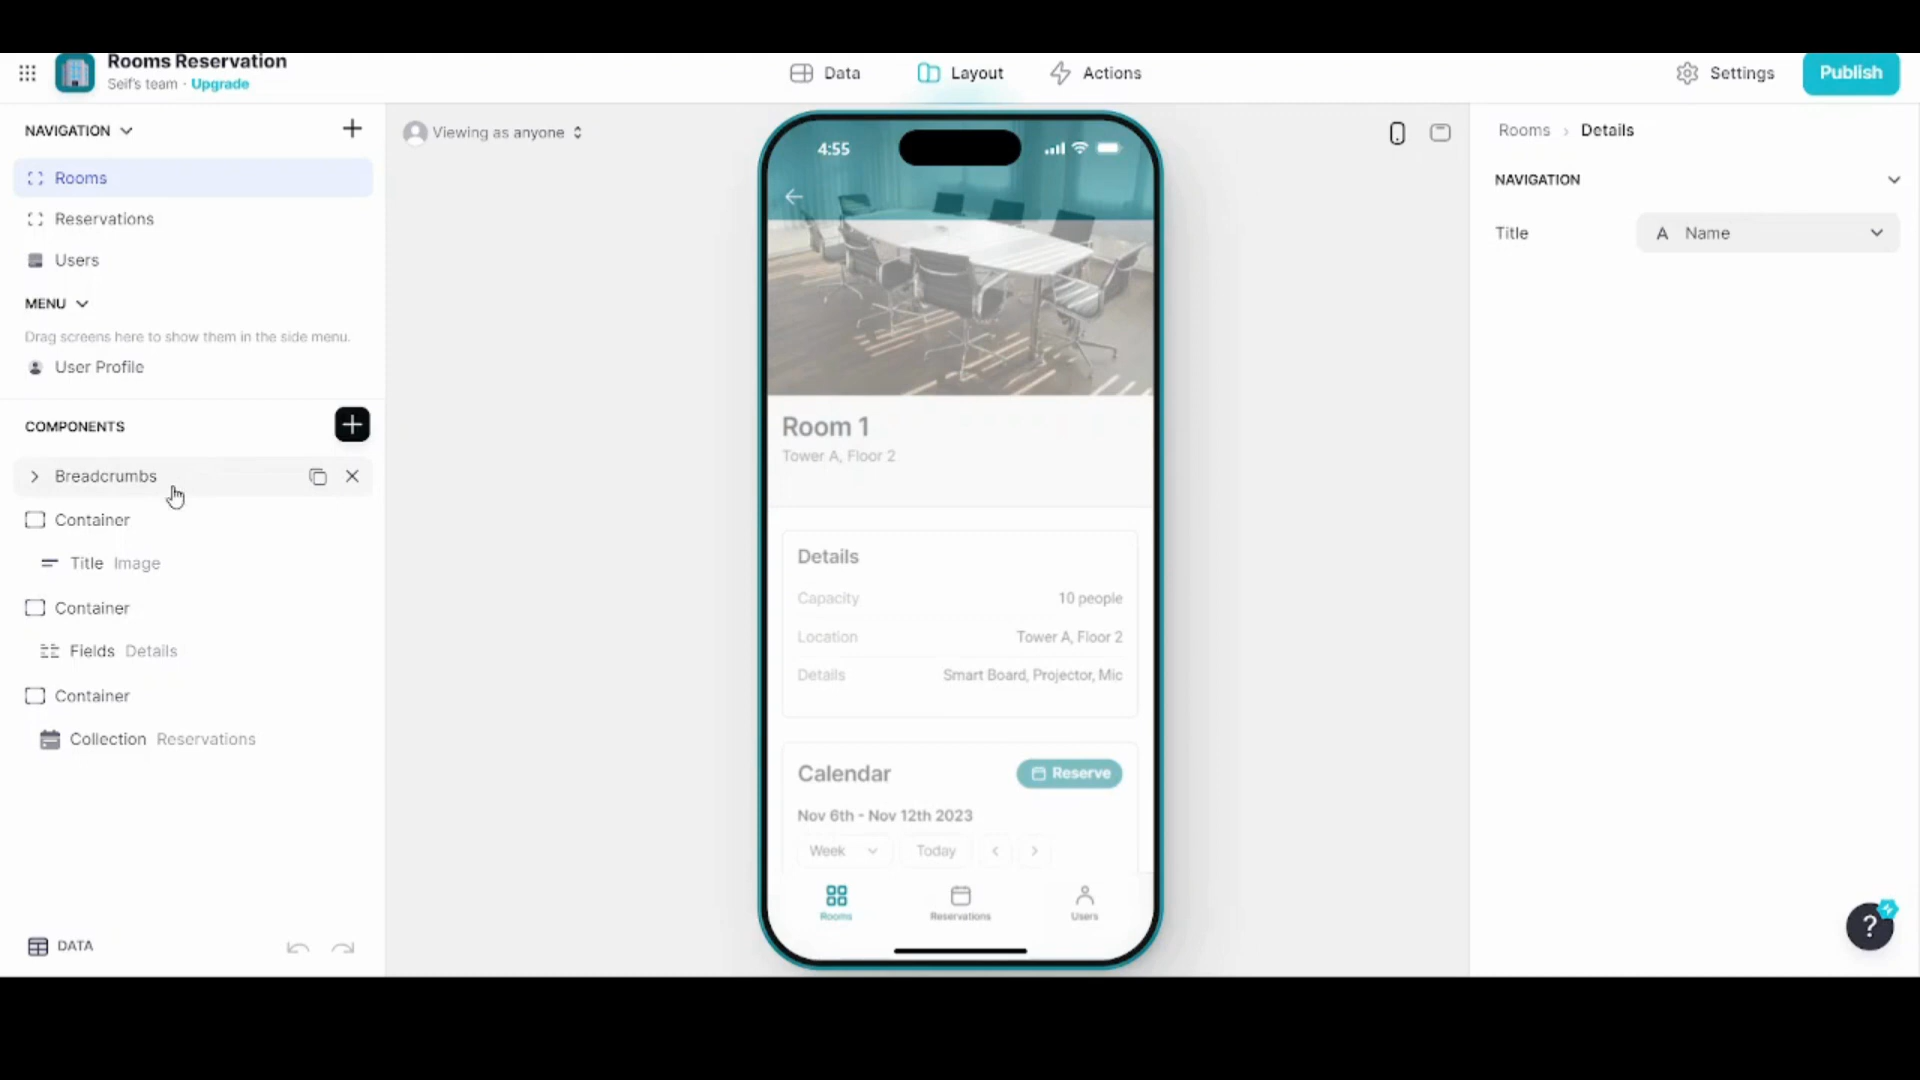 Rooms Reservation
Seif's team · Upgrade
Data
Layout
Actions
Settings
Publish
NAVIGATION
Rooms
Reservations
Users
MENU
Drag screens here to show them in the side menu.
User Profile
COMPONENTS
Breadcrumbs
Container
Title Image
Container
Fields Details
Container
Collection Reservations
DATA
Viewing as anyone
4:55
Room 1
Tower A, Floor 2
Details
Capacity 10 people
Location Tower A, Floor 2
Details Smart Board, Projector, Mic
Calendar Reserve
Nov 6th - Nov 12th 2023
Week Today
Rooms Reservations Users
Rooms › Details
NAVIGATION
Title A Name
?